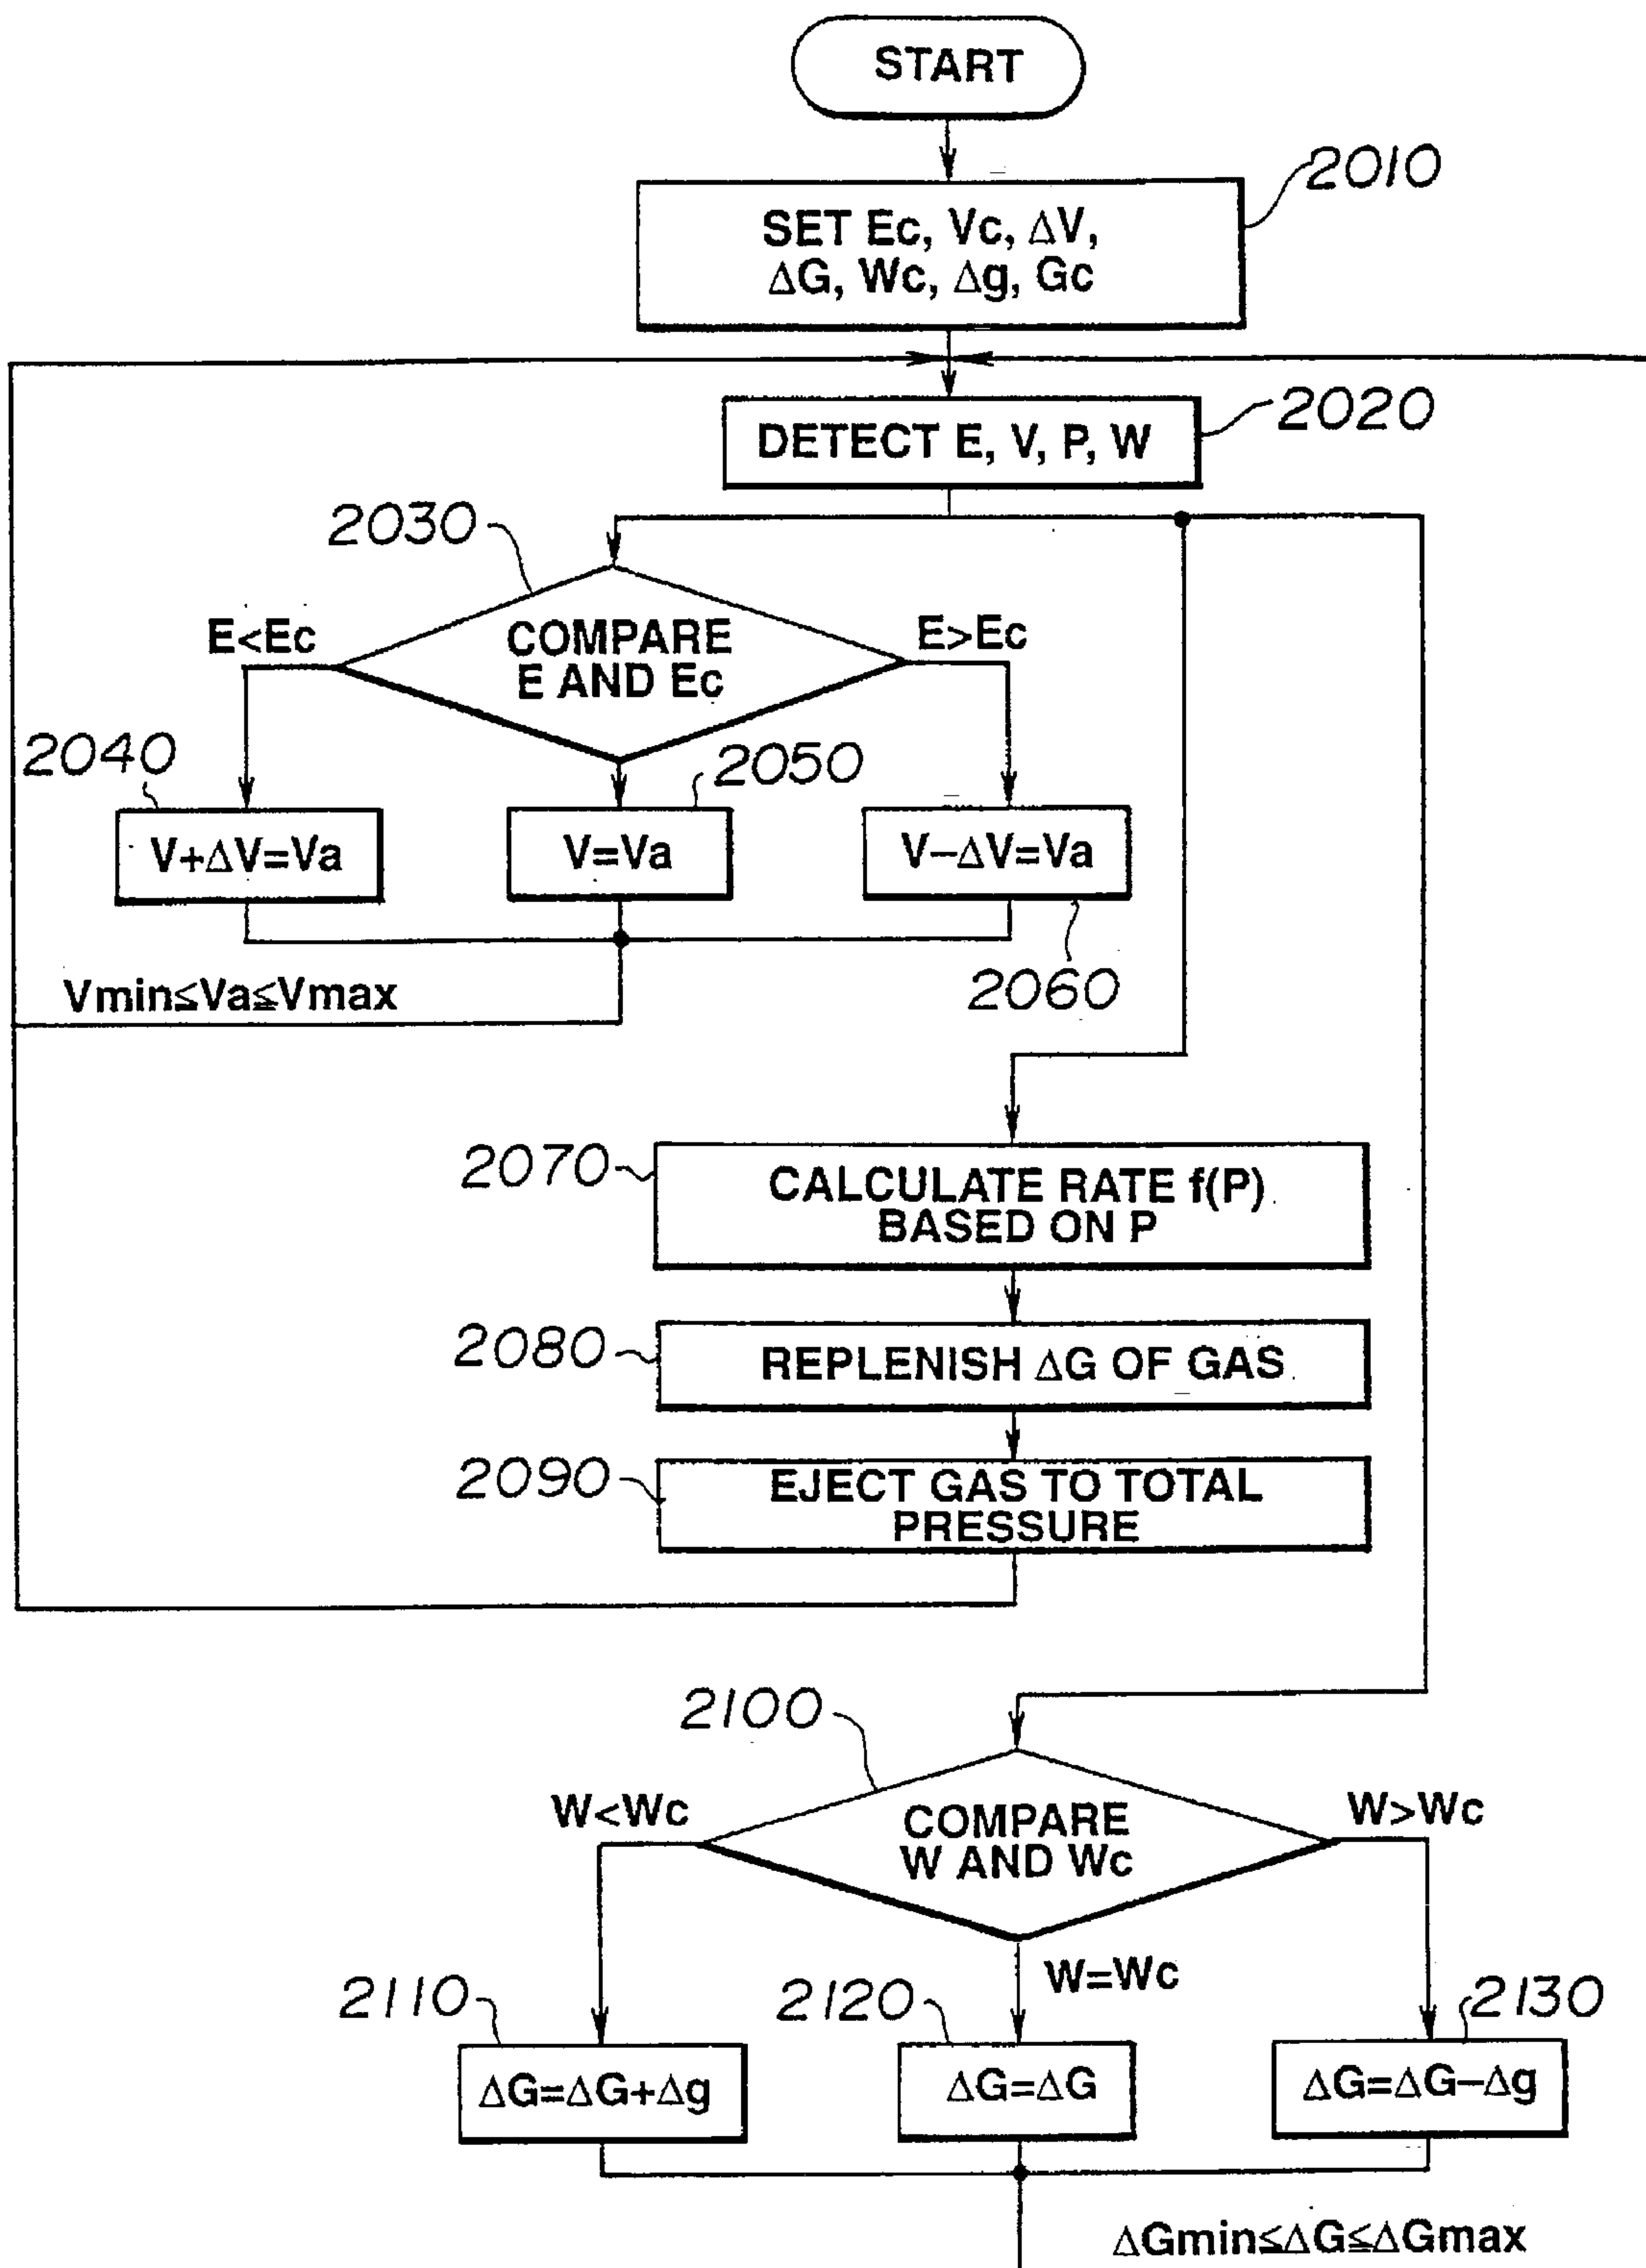 START
2010
SET Ec, Vc, ΔV,
ΔG, Wc, Δg, Gc
2020
DETECT E, V, P, W
2030
E<Ec
COMPARE
E AND Ec
E>Ec
2040
2050
V+ΔV=Va
V=Va
V−ΔV=Va
2060
Vmin≦Va≦Vmax
2070
CALCULATE RATE f(P)
BASED ON P
2080
REPLENISH ΔG OF GAS
2090
EJECT GAS TO TOTAL
PRESSURE
2100
W<Wc
COMPARE
W AND Wc
W>Wc
W=Wc
2110
2120
2130
ΔG=ΔG+Δg
ΔG=ΔG
ΔG=ΔG−Δg
ΔGmin≦ΔG≦ΔGmax